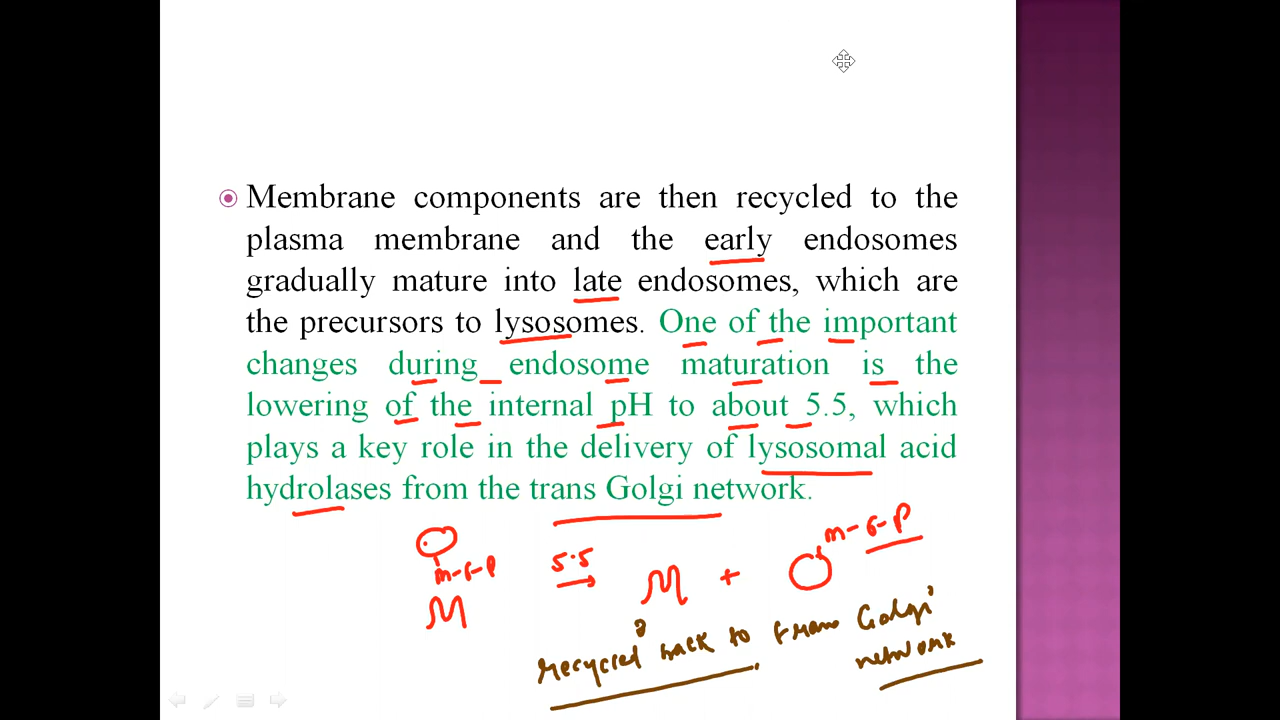 Membrane components are then recycled to the
plasma membrane and the early endosomes
gradually mature into late endosomes, which are
the precursors to lysosomes. One of the important
changes during endosome maturation is the
lowering of the internal pH to about 5.5, which
plays a key role in the delivery of lysosomal acid
hydrolases from the trans Golgi network.
m-6-P
m-6-P 5.5
+
recycled back to trans Golgi
network